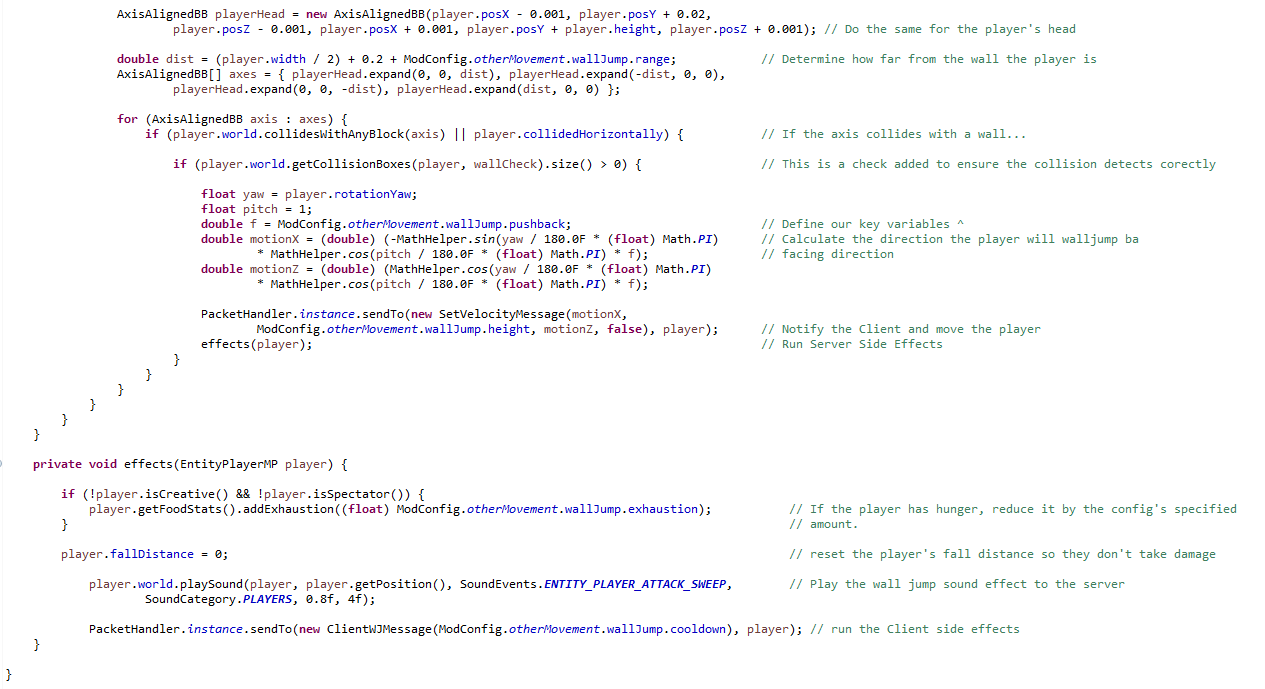 AxisAlignedBB playerHead = new AxisAlignedBB(player.posX - 0.001, player.posY + 0.02,
player.posZ - 0.001, player.posX + 0.001, player.posY + player.height, player.posZ + 0.001); // Do the same for the player's head
double dist = (player.width / 2) + 0.2 + ModConfig.otherMovement.wallJump.range; // Determine how far from the wall the player is
AxisAlignedBB[] axes = { playerHead.expand(0, 0, dist), playerHead.expand(-dist, 0, 0),
playerHead.expand(0, 0, -dist), playerHead.expand(dist, 0, 0) };
for (AxisAlignedBB axis : axes) {
if (player.world.collidesWithAnyBlock(axis) || player.collidedHorizontally) { // If the axis collides with a wall...
if (player.world.getCollisionBoxes(player, wallCheck).size() > 0) { // This is a check added to ensure the collision detects corectly
float yaw = player.rotationYaw;
float pitch = 1;
double f = ModConfig.otherMovement.wallJump.pushback; // Define our key variables ^
double motionX = (double) (-MathHelper.sin(yaw / 180.0F * (float) Math.PI) // Calculate the direction the player will walljump ba
* MathHelper.cos(pitch / 180.0F * (float) Math.PI) * f); // facing direction
double motionZ = (double) (MathHelper.cos(yaw / 180.0F * (float) Math.PI)
* MathHelper.cos(pitch / 180.0F * (float) Math.PI) * f);
PacketHandler.instance.sendTo(new SetVelocityMessage(motionX,
ModConfig.otherMovement.wallJump.height, motionZ, false), player); // Notify the Client and move the player
effects(player); // Run Server Side Effects
}
}
}
}
}
}
private void effects(EntityPlayerMP player) {
if (!player.isCreative() && !player.isSpectator()) {
player.getFoodStats().addExhaustion((float) ModConfig.otherMovement.wallJump.exhaustion); // If the player has hunger, reduce it by the config's specified
} // amount.
player.fallDistance = 0; // reset the player's fall distance so they don't take damage
player.world.playSound(player, player.getPosition(), SoundEvents.ENTITY_PLAYER_ATTACK_SWEEP, // Play the wall jump sound effect to the server
SoundCategory.PLAYERS, 0.8f, 4f);
PacketHandler.instance.sendTo(new ClientWJMessage(ModConfig.otherMovement.wallJump.cooldown), player); // run the Client side effects
}
}